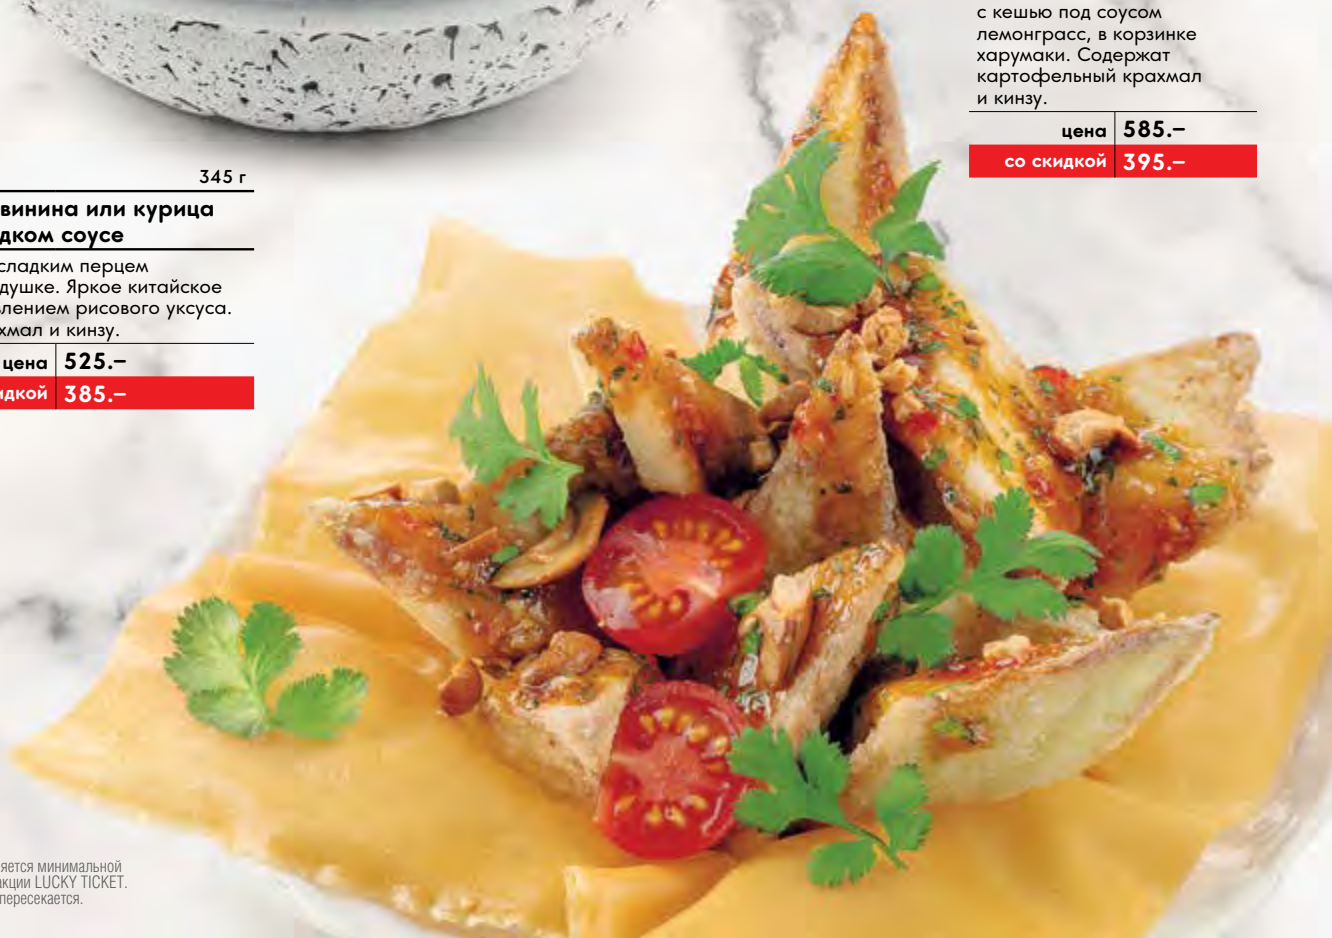 с кешью под соусом
лемонграсс, в корзинке
харумаки. Содержат
картофельный крахмал
и кинзу.
цена 585.–
со скидкой 395.–
345 г
винина или курица
дком соусе
сладким перцем
душке. Яркое китайское
лением рисового уксуса.
хмал и кинзу.
цена 525.–
идкой 385.–
яется минимальной
акции LUCKY TICKET.
пересекается.